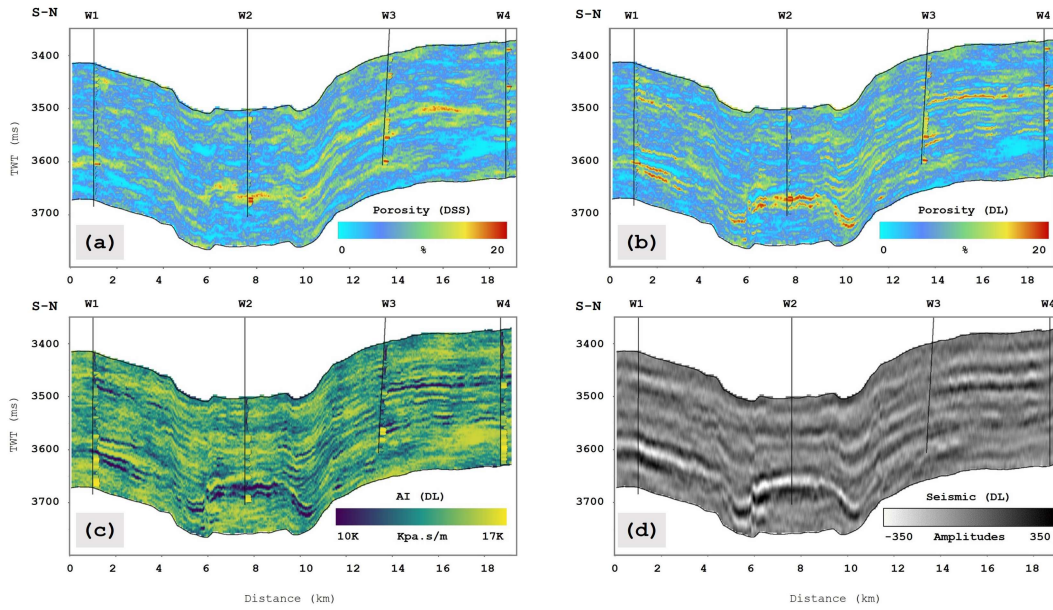 S-N W1 W2 W3 W4
3400
3500
3600
3700
TWT (ms)
Porosity (DSS)
0 % 20
(a)
0 2 4 6 8 10 12 14 16 18
S-N W1 W2 W3 W4
3400
3500
3600
3700
Porosity (DL)
0 % 20
(b)
0 2 4 6 8 10 12 14 16 18
S-N W1 W2 W3 W4
3400
3500
3600
3700
TWT (ms)
AI (DL)
10K Kpa.s/m 17K
(c)
0 2 4 6 8 10 12 14 16 18
Distance (km)
S-N W1 W2 W3 W4
3400
3500
3600
3700
Seismic (DL)
-350 Amplitudes 350
(d)
0 2 4 6 8 10 12 14 16 18
Distance (km)